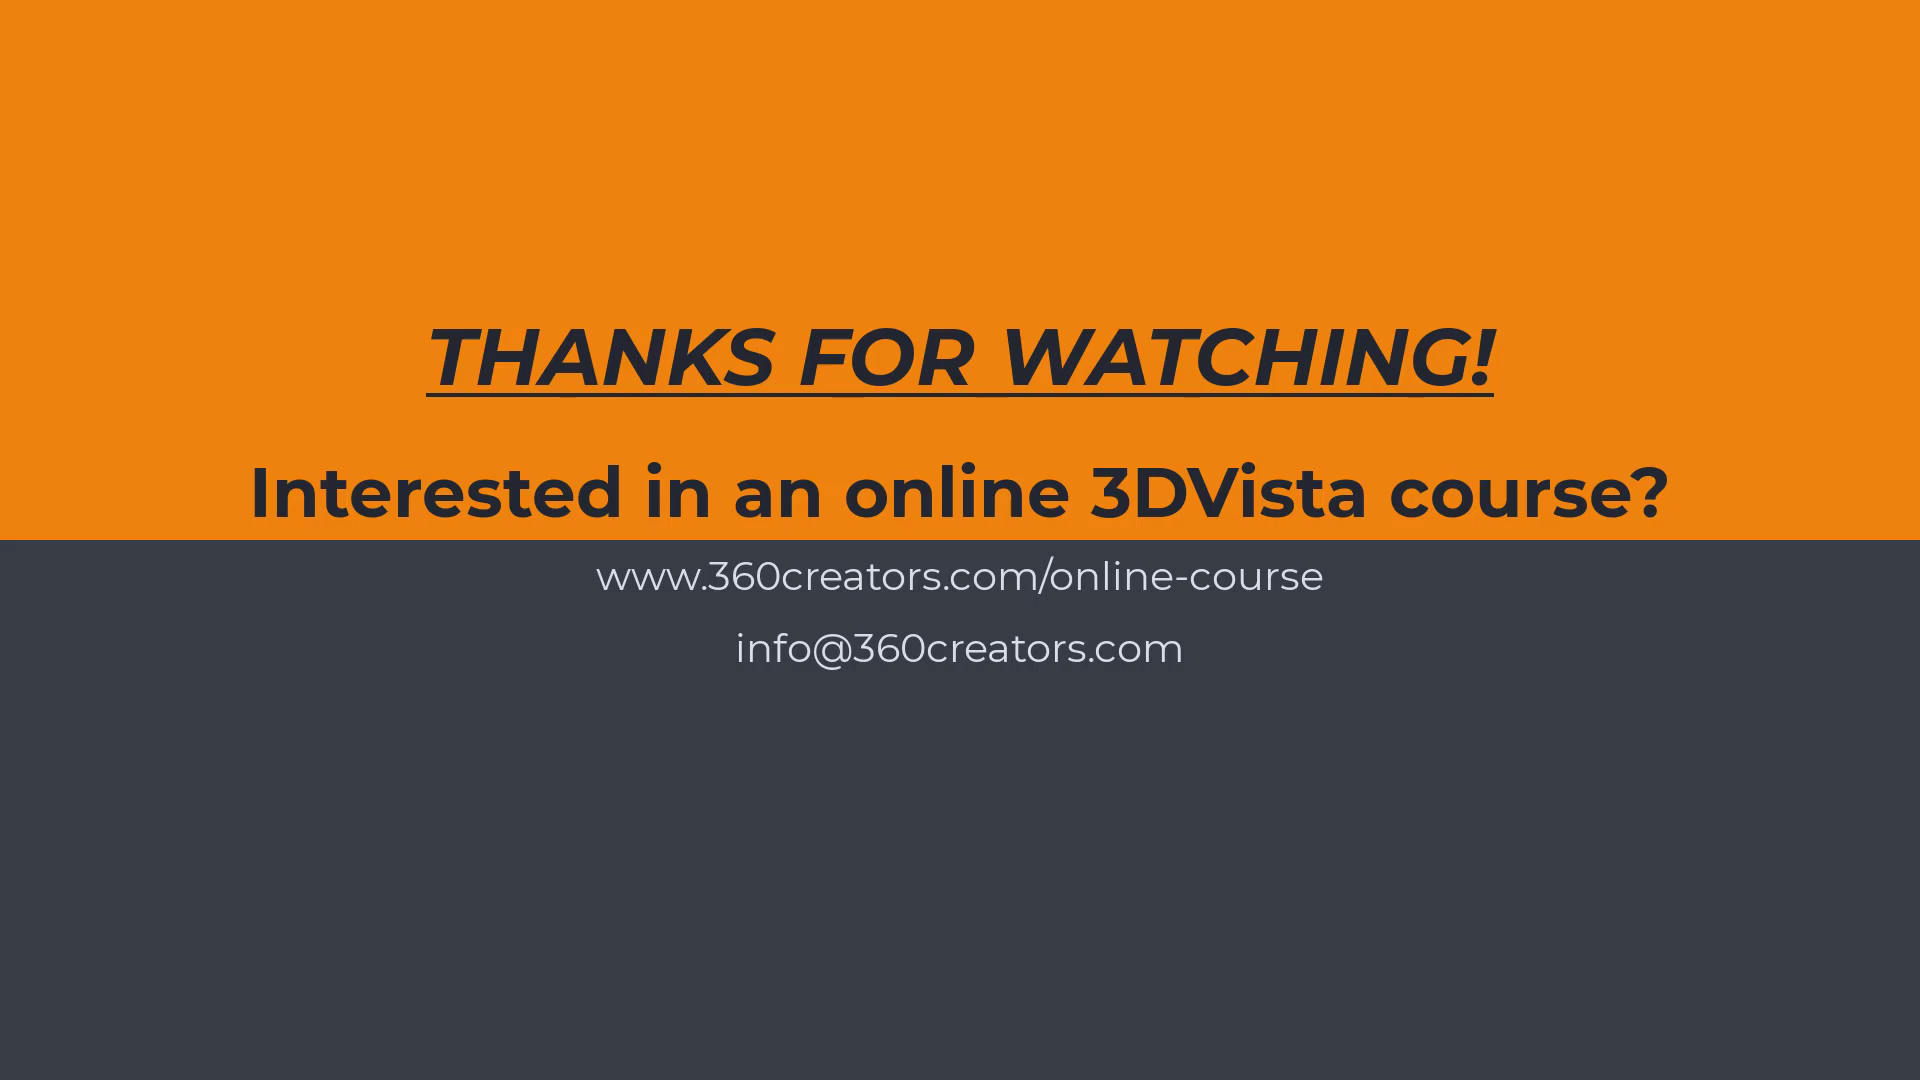 THANKS FOR WATCHING!
Interested in an online 3DVista course?
www.360creators.com/online-course
info@360creators.com